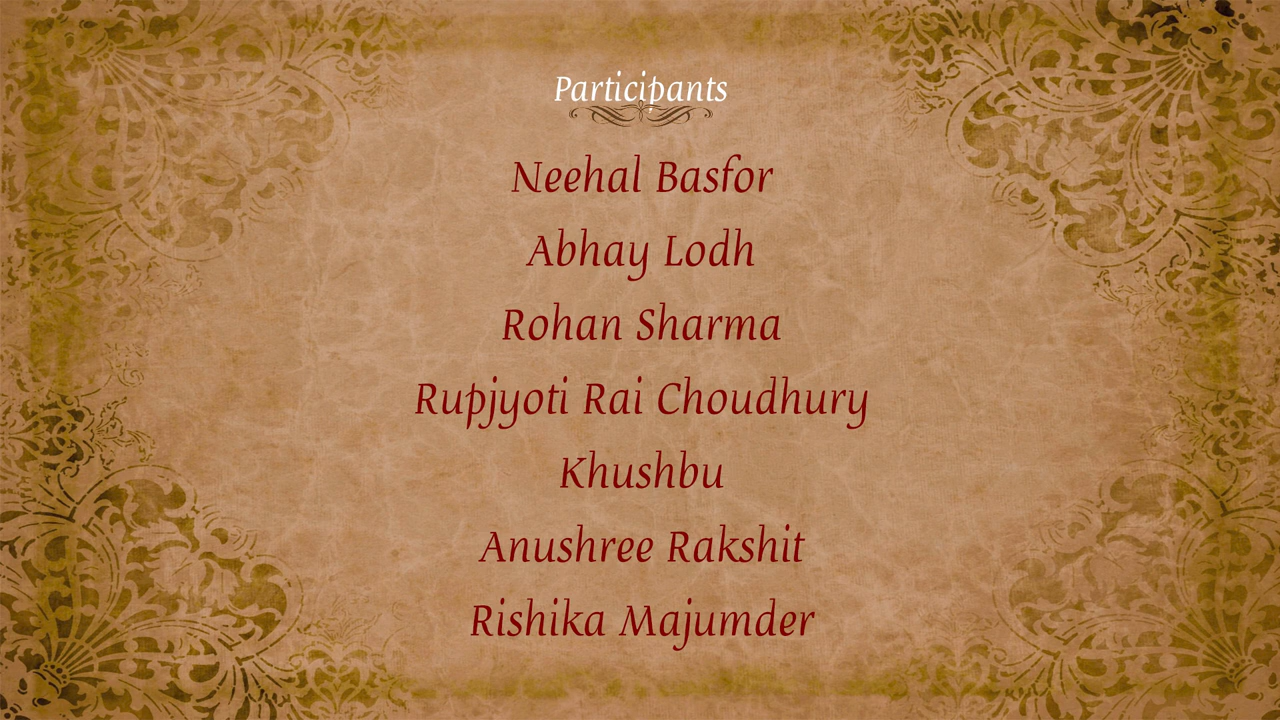 Participants
Neehal Basfor
Abhay Lodh
Rohan Sharma
Rupjyoti Rai Choudhury
Khushbu
Anushree Rakshit
Rishika Majumder